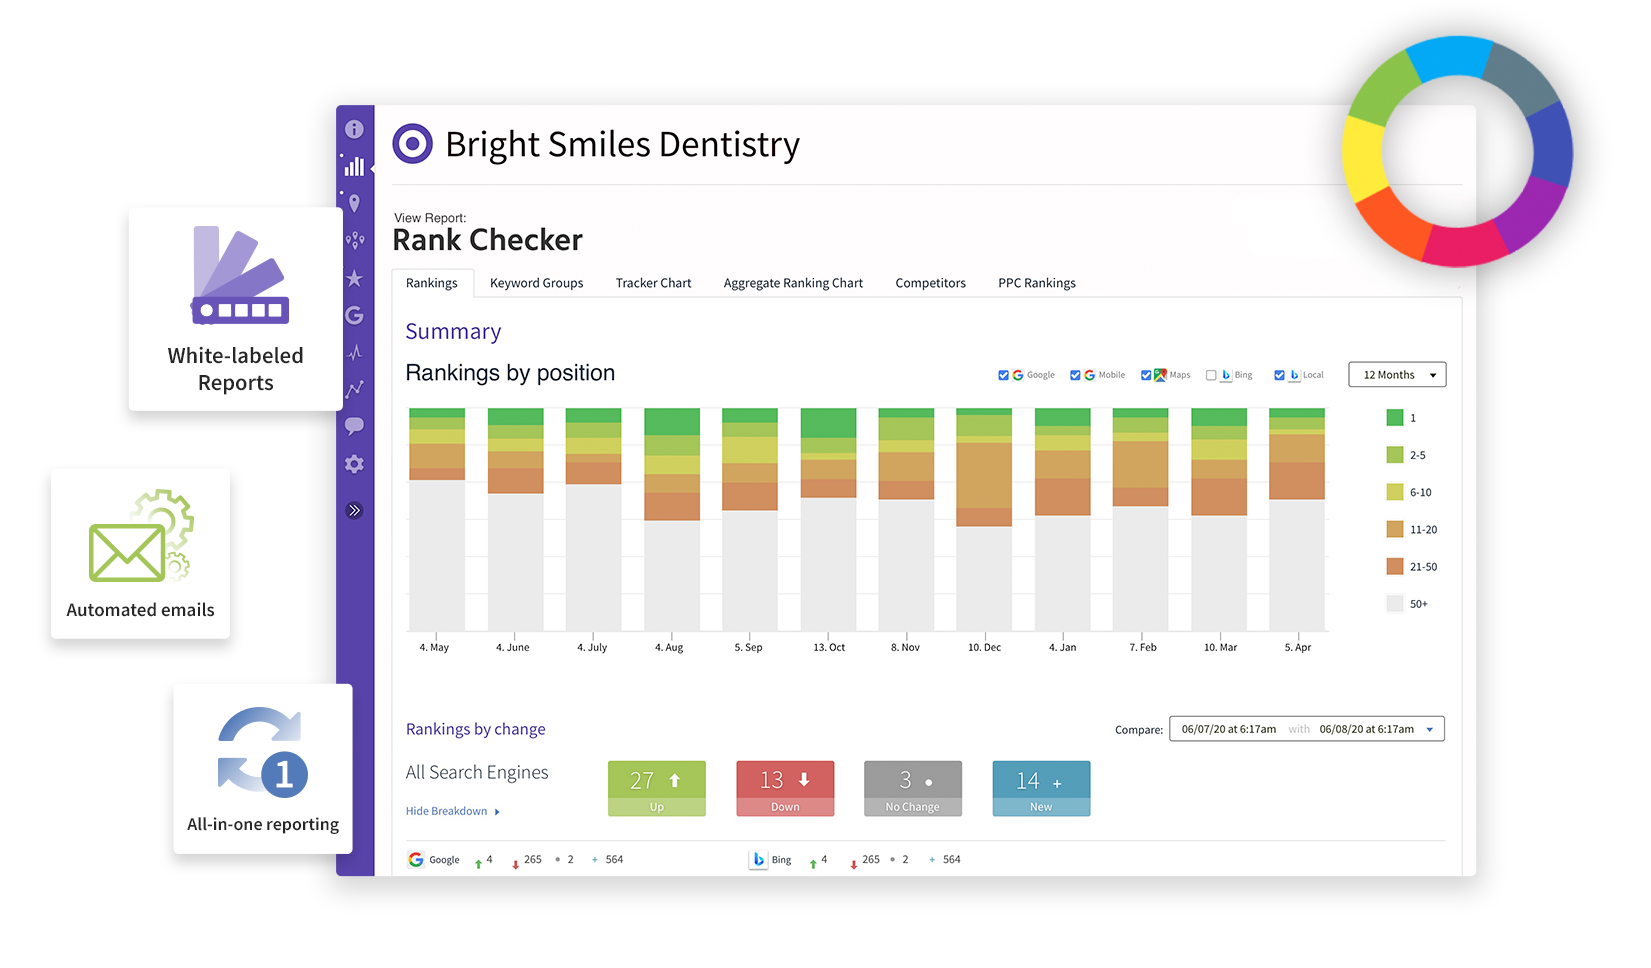 Bright Smiles Dentistry
View Report:
Rank Checker
Rankings
Keyword Groups
Tracker Chart
Aggregate Ranking Chart
Competitors
PPC Rankings
Summary
Rankings by position
Google
Mobile
Maps
Bing
Local
12 Months
1
2-5
6-10
11-20
21-50
50+
4. May
4. June
4. July
4. Aug
5. Sep
13. Oct
8. Nov
10. Dec
4. Jan
7. Feb
10. Mar
5. Apr
Rankings by change
Compare:
06/07/20 at 6:17am with 06/08/20 at 6:17am
All Search Engines
Hide Breakdown
27
Up
13
Down
3
No Change
14 +
New
Google 4 265 2 + 564
Bing 4 265 2 + 564
White-labeled
Reports
Automated emails
1
All-in-one reporting